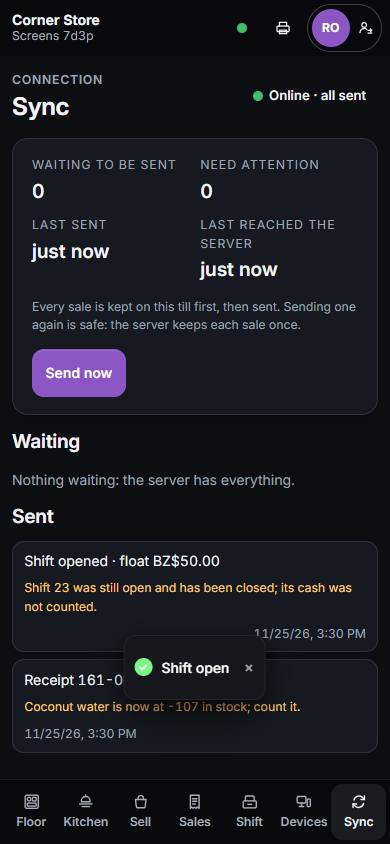 Corner Store
Screens 7d3p
RO
CONNECTION
Sync
Online · all sent
WAITING TO BE SENT
0
NEED ATTENTION
0
LAST SENT
just now
LAST REACHED THE
SERVER
just now
Every sale is kept on this till first, then sent. Sending one
again is safe: the server keeps each sale once.
Send now
Waiting
Nothing waiting: the server has everything.
Sent
Shift opened · float BZ$50.00
Shift 23 was still open and has been closed; its cash was
not counted.
11/25/26, 3:30 PM
Shift open ×
Receipt 161-0
Coconut water is now at -107 in stock; count it.
11/25/26, 3:30 PM
Floor
Kitchen
Sell
Sales
Shift
Devices
Sync